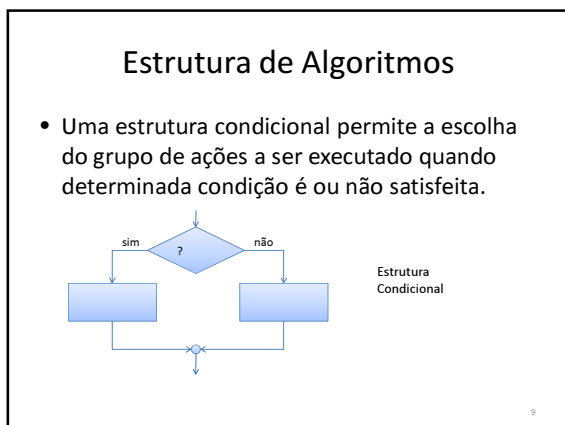 Estrutura de Algoritmos
• Uma estrutura condicional permite a escolha
do grupo de ações a ser executado quando
determinada condição é ou não satisfeita.
sim
?
não
Estrutura
Condicional
9